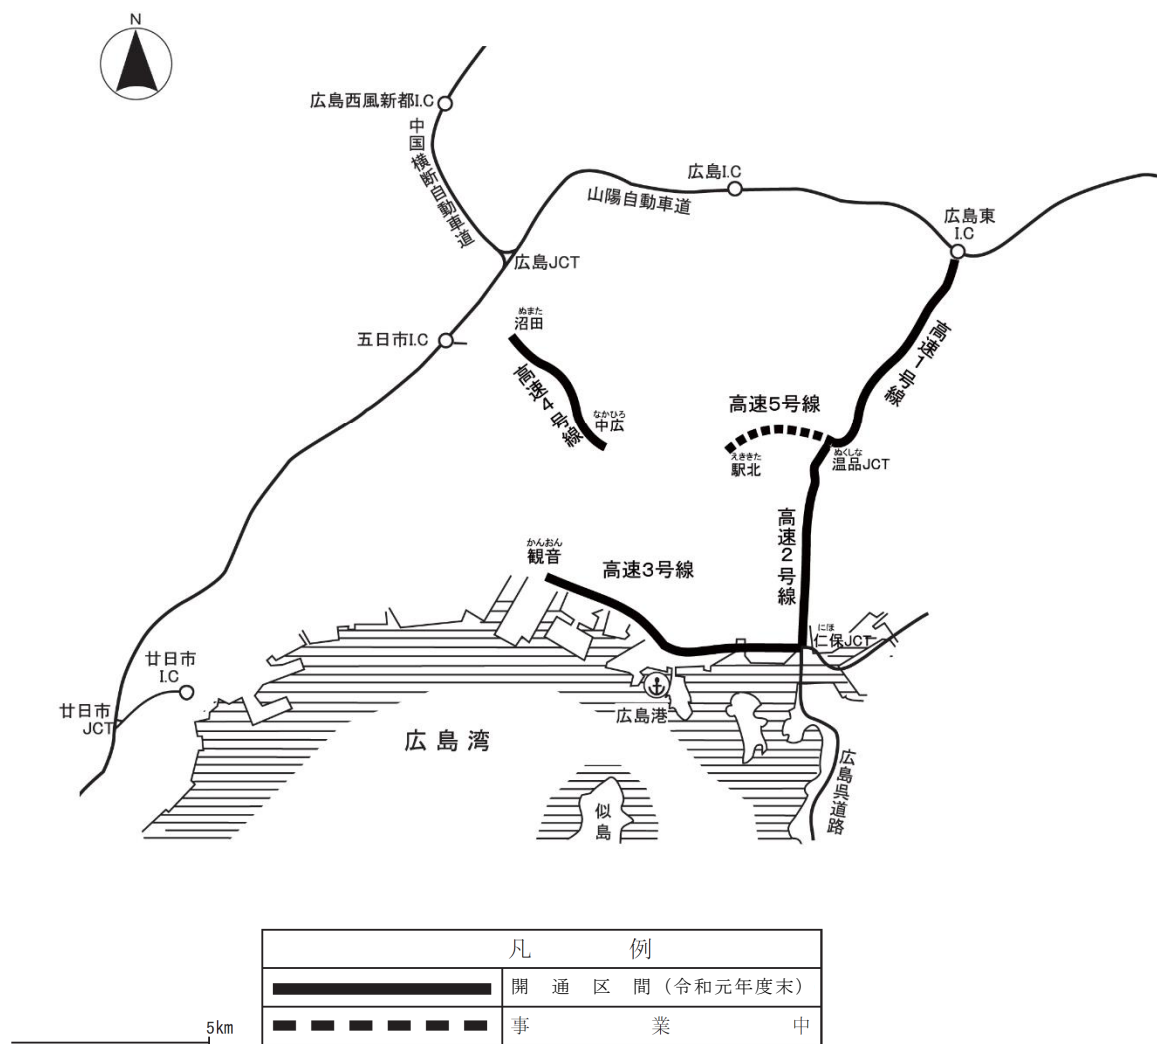 N
広島西風新都I.C
中国横断自動車道
広島I.C
山陽自動車道
広島東
I.C
広島JCT
ぬまた
沼田
五日市I.C
高速1号線
高速4号線
高速5号線
なかひろ
中広
えききた
駅北
ぬくしな
温品JCT
高速2号線
かんおん
観音
高速3号線
にほ
仁保JCT
廿日市
I.C
廿日市
JCT
広島港
広島湾
広島呉道路
似島
凡例
開通区間(令和元年度末)
事業中
5km